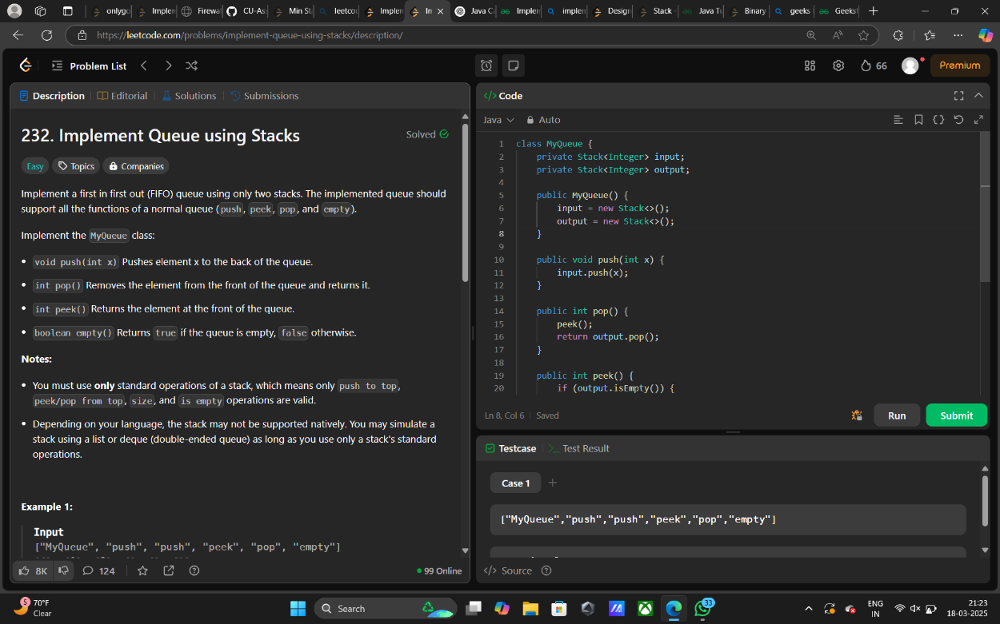 onlygo
Implen
Firewa
CU-As
Min St
leetco
Implen
In
Java C
Impler
implen
Desigr
Stack
Java Tu
Binary
geeks
Geeks
https://leetcode.com/problems/implement-queue-using-stacks/description/
Problem List
66
Premium
Description
Editorial
Solutions
Submissions
232. Implement Queue using Stacks
Solved
Easy
Topics
Companies
Implement a first in first out (FIFO) queue using only two stacks. The implemented queue should
support all the functions of a normal queue (push, peek, pop, and empty).
Implement the MyQueue class:
• void push(int x) Pushes element x to the back of the queue.
• int pop() Removes the element from the front of the queue and returns it.
• int peek() Returns the element at the front of the queue.
• boolean empty() Returns true if the queue is empty, false otherwise.
Notes:
• You must use only standard operations of a stack, which means only push to top,
peek/pop from top, size, and is empty operations are valid.
• Depending on your language, the stack may not be supported natively. You may simulate a
stack using a list or deque (double-ended queue) as long as you use only a stack's standard
operations.
Example 1:
Input
["MyQueue", "push", "push", "peek", "pop", "empty"]
8K
124
99 Online
</> Code
Java
Auto
1 class MyQueue {
2 private Stack<Integer> input;
3 private Stack<Integer> output;
4
5 public MyQueue() {
6 input = new Stack<>();
7 output = new Stack<>();
8 }
9
10 public void push(int x) {
11 input.push(x);
12 }
13
14 public int pop() {
15 peek();
16 return output.pop();
17 }
18
19 public int peek() {
20 if (output.isEmpty()) {
Ln 8, Col 6
Saved
Run
Submit
Testcase
Test Result
Case 1
["MyQueue","push","push","peek","pop","empty"]
</> Source
5
70°F
Clear
Search
33
ENG
IN
21:23
18-03-2025